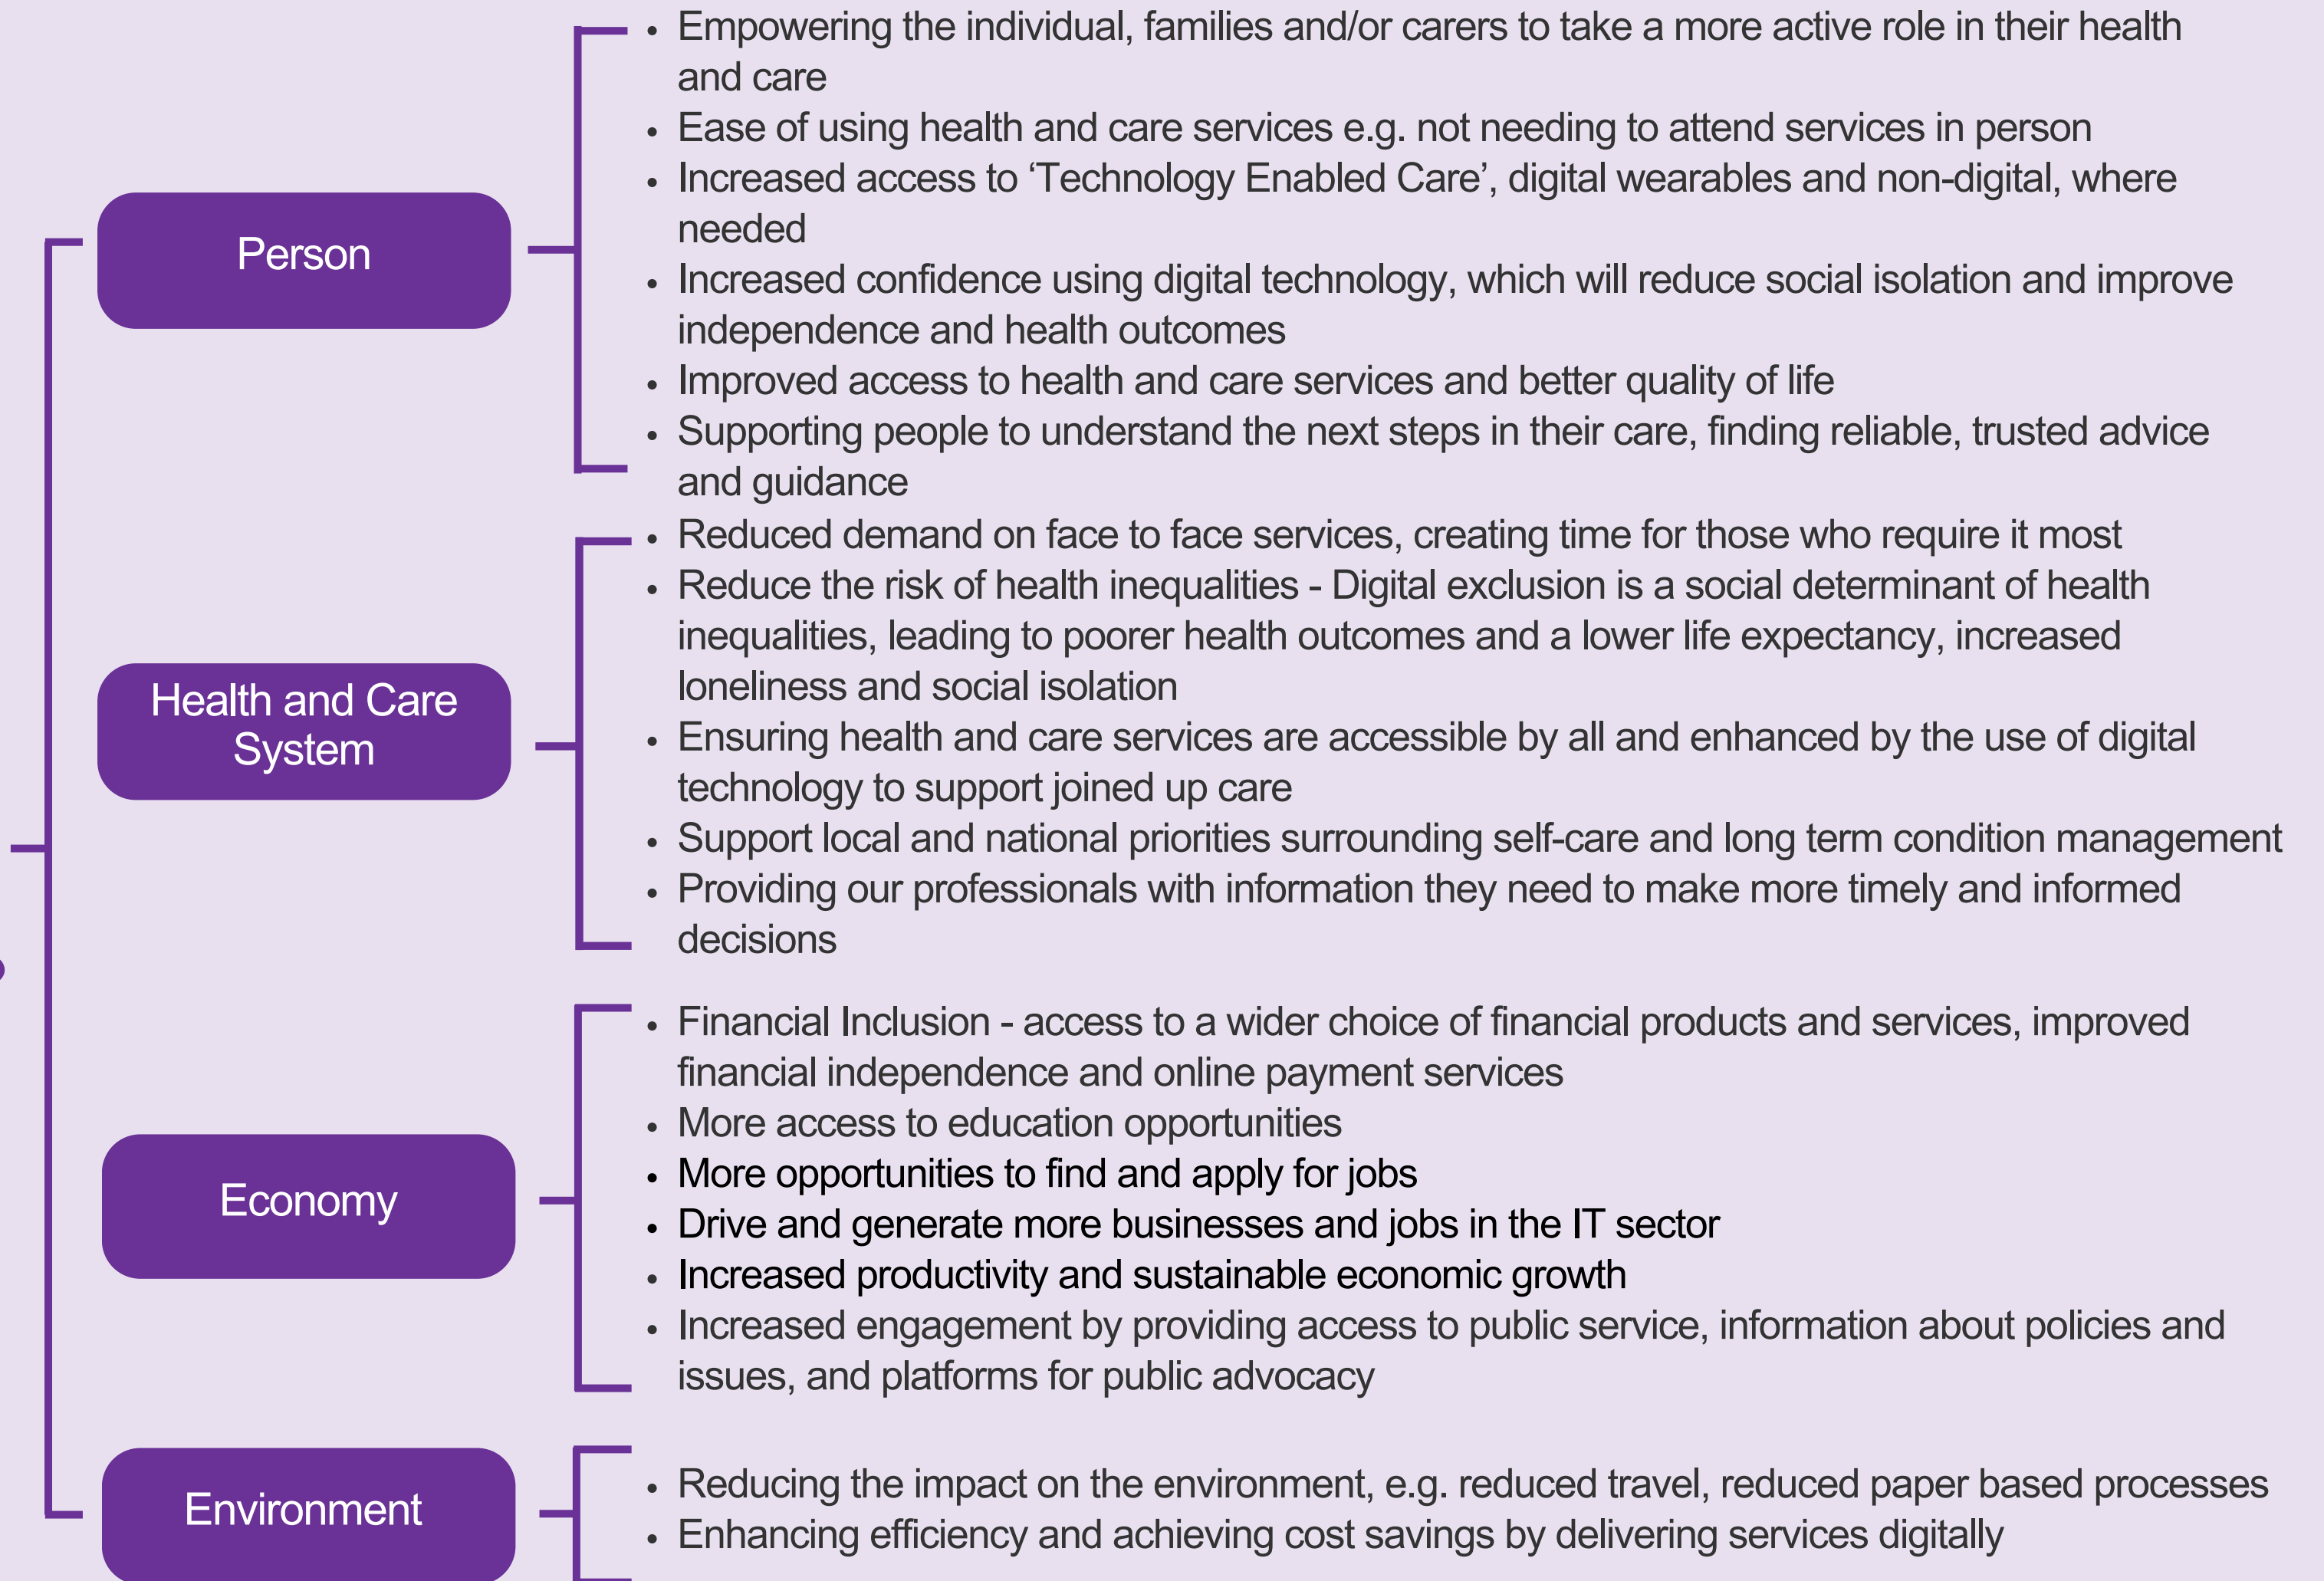 Person
• Empowering the individual, families and/or carers to take a more active role in their health
and care
• Ease of using health and care services e.g. not needing to attend services in person
• Increased access to ‘Technology Enabled Care’, digital wearables and non-digital, where
needed
• Increased confidence using digital technology, which will reduce social isolation and improve
independence and health outcomes
• Improved access to health and care services and better quality of life
• Supporting people to understand the next steps in their care, finding reliable, trusted advice
and guidance
Health and Care
System
• Reduced demand on face to face services, creating time for those who require it most
• Reduce the risk of health inequalities - Digital exclusion is a social determinant of health
inequalities, leading to poorer health outcomes and a lower life expectancy, increased
loneliness and social isolation
• Ensuring health and care services are accessible by all and enhanced by the use of digital
technology to support joined up care
• Support local and national priorities surrounding self-care and long term condition management
• Providing our professionals with information they need to make more timely and informed
decisions
Economy
• Financial Inclusion - access to a wider choice of financial products and services, improved
financial independence and online payment services
• More access to education opportunities
• More opportunities to find and apply for jobs
• Drive and generate more businesses and jobs in the IT sector
• Increased productivity and sustainable economic growth
• Increased engagement by providing access to public service, information about policies and
issues, and platforms for public advocacy
Environment
• Reducing the impact on the environment, e.g. reduced travel, reduced paper based processes
• Enhancing efficiency and achieving cost savings by delivering services digitally